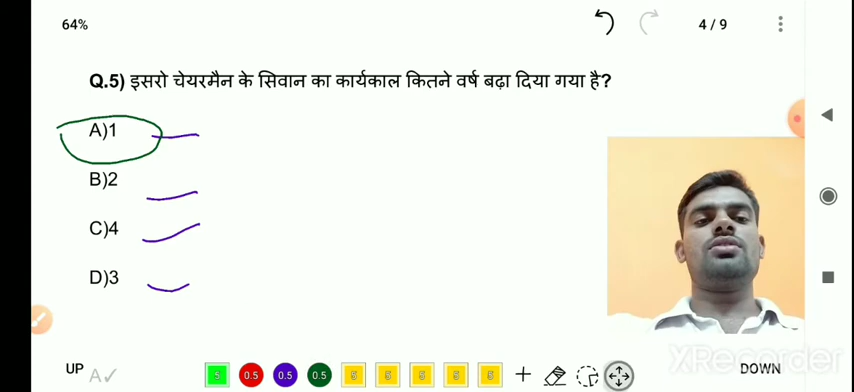 64%
4 / 9
Q.5) इसरो चेयरमैन के सिवान का कार्यकाल कितने वर्ष बढ़ा दिया गया है?
A)1
B)2
C)4
D)3
UP
A✓
5
0.5
0.5
0.5
5
5
5
5
5
XRecorder
DOWN